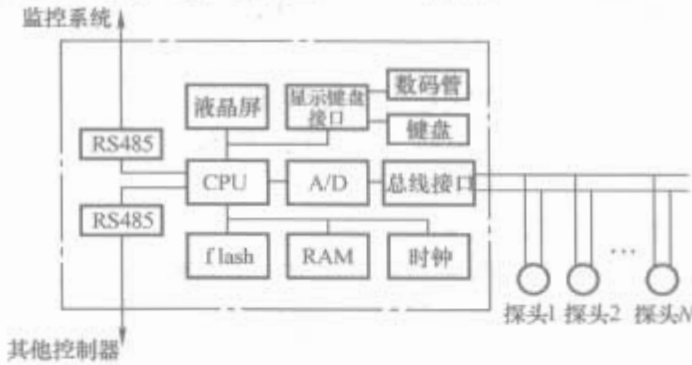 监控系统
数码管
液晶屏
显示键盘
接口
键盘
RS485
CPU
A/D
总线接口
RS485
flash
RAM
时钟
…
探头1
探头2
探头N
其他控制器